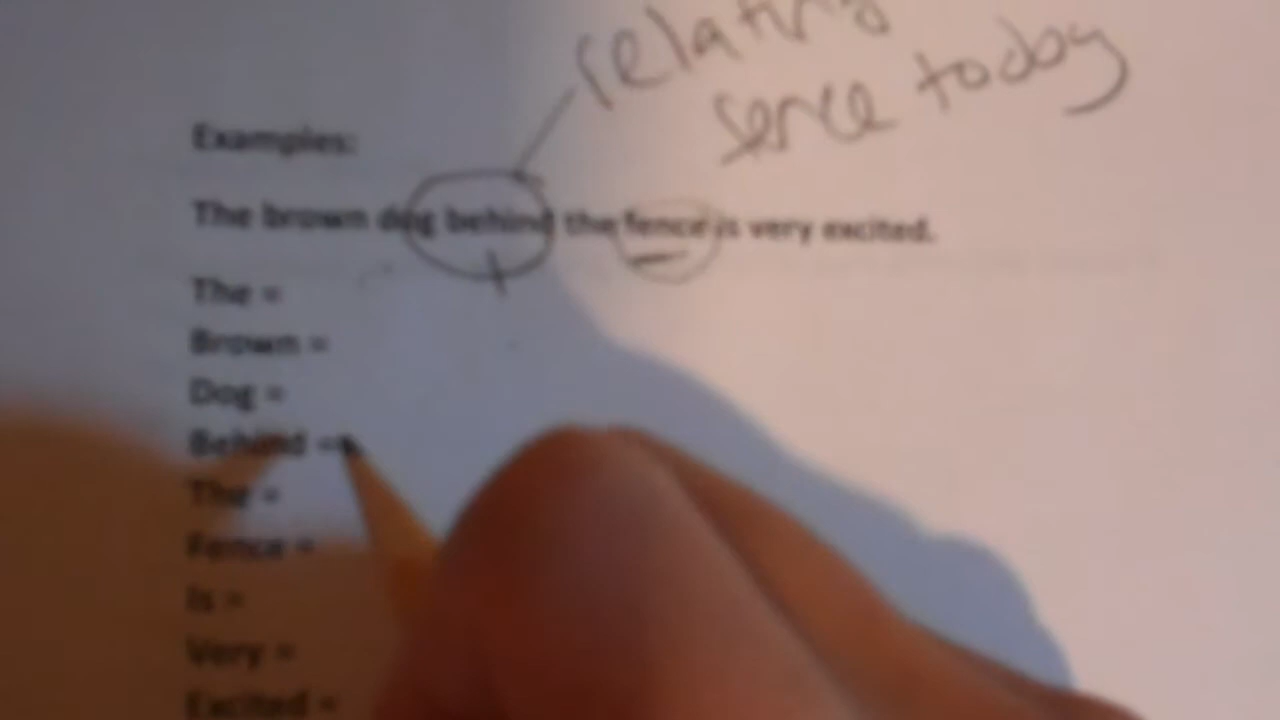 sence today
Examples:
The brown dog behind the fence is very excited.
The =
Brown =
Dog =
Behind =
The =
Fence =
Is =
Very =
Excited =